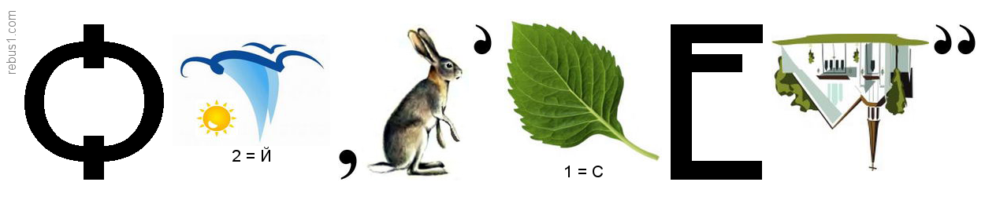 rebus1.com
Ф 2 = Й , ’ 1 = С Е ’’